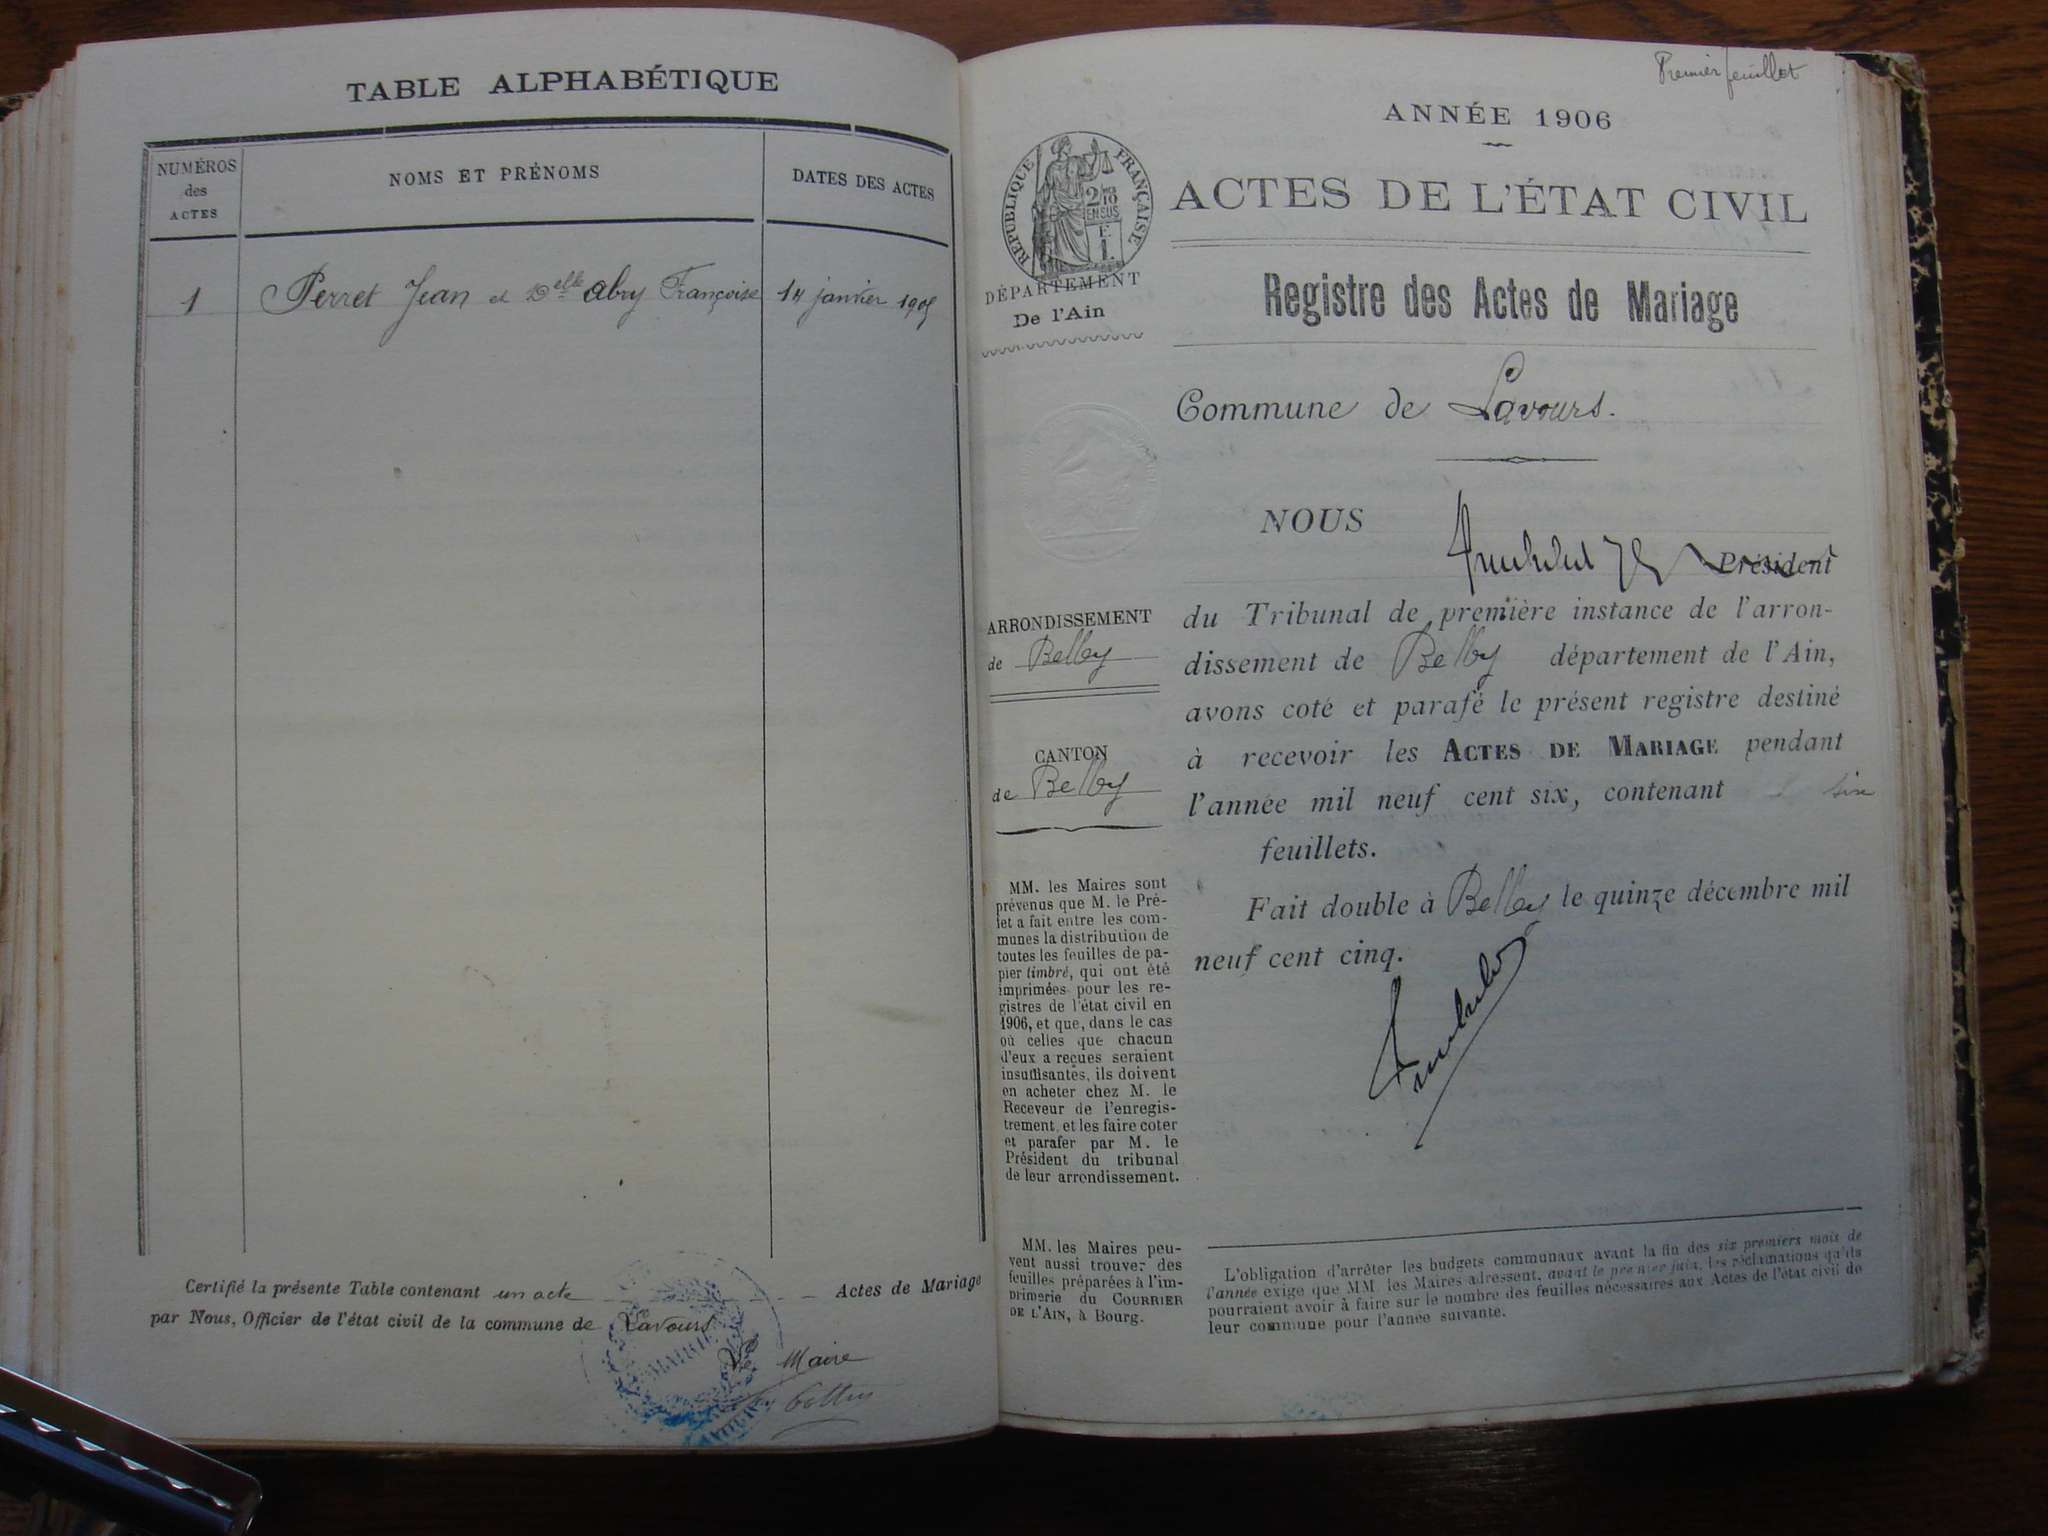 TABLE ALPHABÉTIQUE
NUMÉROS
des
ACTES
NOMS ET PRÉNOMS
DATES DES ACTES
1
Perret Jean et Delle Abry Françoise
14 janvier 1905
Certifié la présente Table contenant un acte Actes de Mariage
par Nous, Officier de l'état civil de la commune de Lavours
Le Maire
MAIRIE
Premier feuillet
ANNÉE 1906
RÉPUBLIQUE FRANÇAISE
2/10
EN SUS
DÉPARTEMENT
De l'Ain
ACTES DE L'ÉTAT CIVIL
Registre des Actes de Mariage
Commune de Lavours.
NOUS
Président
du Tribunal de première instance de l'arron-
dissement de Belley département de l'Ain,
avons coté et parafé le présent registre destiné
à recevoir les ACTES DE MARIAGE pendant
l'année mil neuf cent six, contenant six
feuillets.
Fait double à Belley le quinze décembre mil
neuf cent cinq.
ARRONDISSEMENT
de Belley
CANTON
de Belley
MM. les Maires sont
prévenus que M. le Pré-
fet a fait entre les com-
munes la distribution de
toutes les feuilles de pa-
pier timbré, qui ont été
imprimées pour les re-
gistres de l'état civil en
1906, et que, dans le cas
où celles que chacun
d'eux a reçues seraient
insuffisantes, ils doivent
en acheter chez M. le
Receveur de l'enregis-
trement, et les faire coter
et parafer par M. le
Président du tribunal
de leur arrondissement.
MM. les Maires peu-
vent aussi trouver des
feuilles préparées à l'im-
primerie du COURRIER
DE L'AIN, à Bourg.
L'obligation d'arrêter les budgets communaux avant la fin des six premiers mois de
l'année exige que MM. les Maires adressent, avant le premier juin, les réclamations qu'ils
pourraient avoir à faire sur le nombre des feuilles nécessaires aux Actes de l'état civil de
leur commune pour l'année suivante.